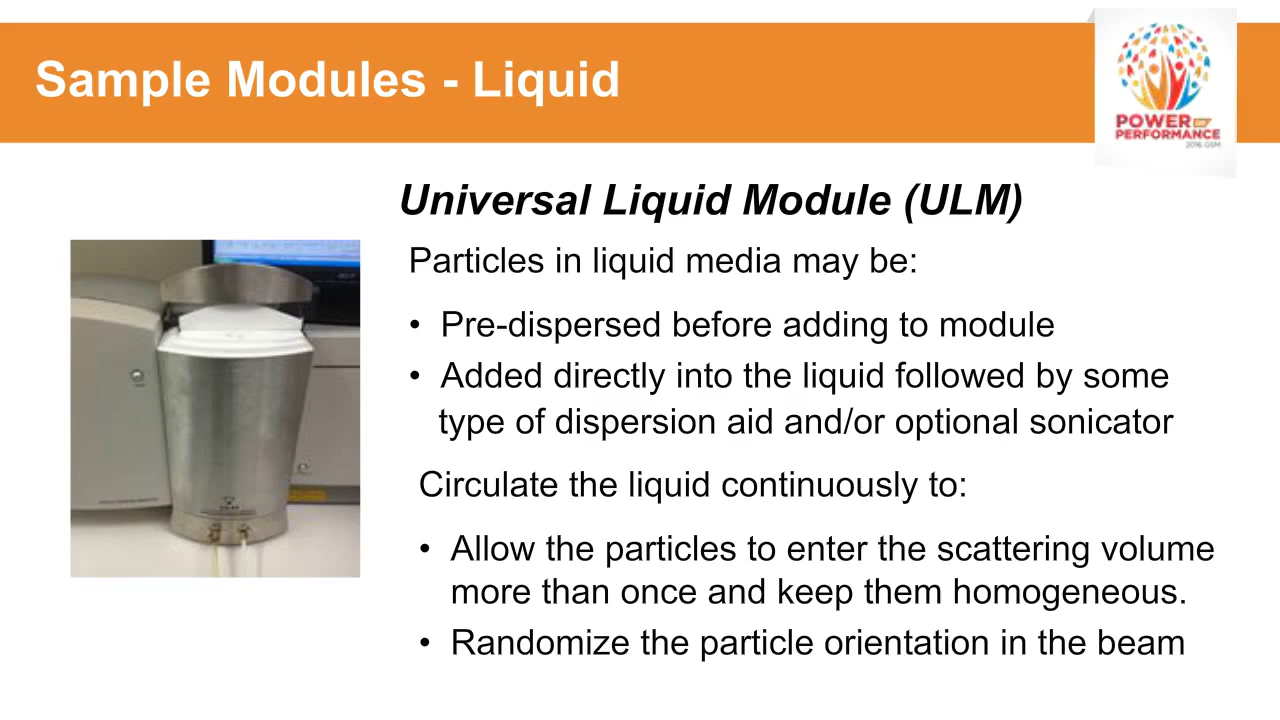 Sample Modules - Liquid
POWER OF
PERFORMANCE
2016 GSM
Universal Liquid Module (ULM)
Particles in liquid media may be:
• Pre-dispersed before adding to module
• Added directly into the liquid followed by some
type of dispersion aid and/or optional sonicator
Circulate the liquid continuously to:
• Allow the particles to enter the scattering volume
more than once and keep them homogeneous.
• Randomize the particle orientation in the beam